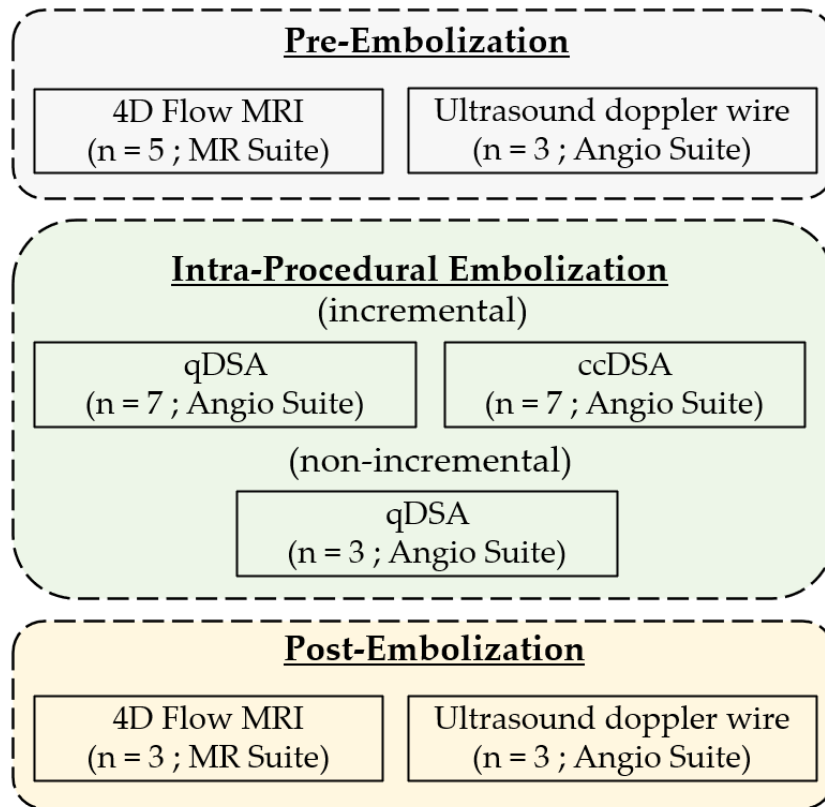 Pre-Embolization
4D Flow MRI
(n = 5 ; MR Suite)
Ultrasound doppler wire
(n = 3 ; Angio Suite)
Intra-Procedural Embolization
(incremental)
qDSA
(n = 7 ; Angio Suite)
ccDSA
(n = 7 ; Angio Suite)
(non-incremental)
qDSA
(n = 3 ; Angio Suite)
Post-Embolization
4D Flow MRI
(n = 3 ; MR Suite)
Ultrasound doppler wire
(n = 3 ; Angio Suite)